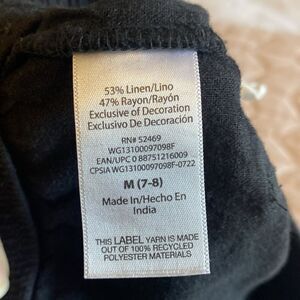 53% Linen/Lino
47% Rayon/Rayón
Exclusive of Decoration
Exclusivo De Decoración
RN# 52469
WG13100097098F
EAN/UPC 0 88751216009
CPSIA WG13100097098F-0722
M (7-8)
Made In/Hecho En
India
THIS LABEL YARN IS MADE
OUT OF 100% RECYCLED
POLYESTER MATERIALS